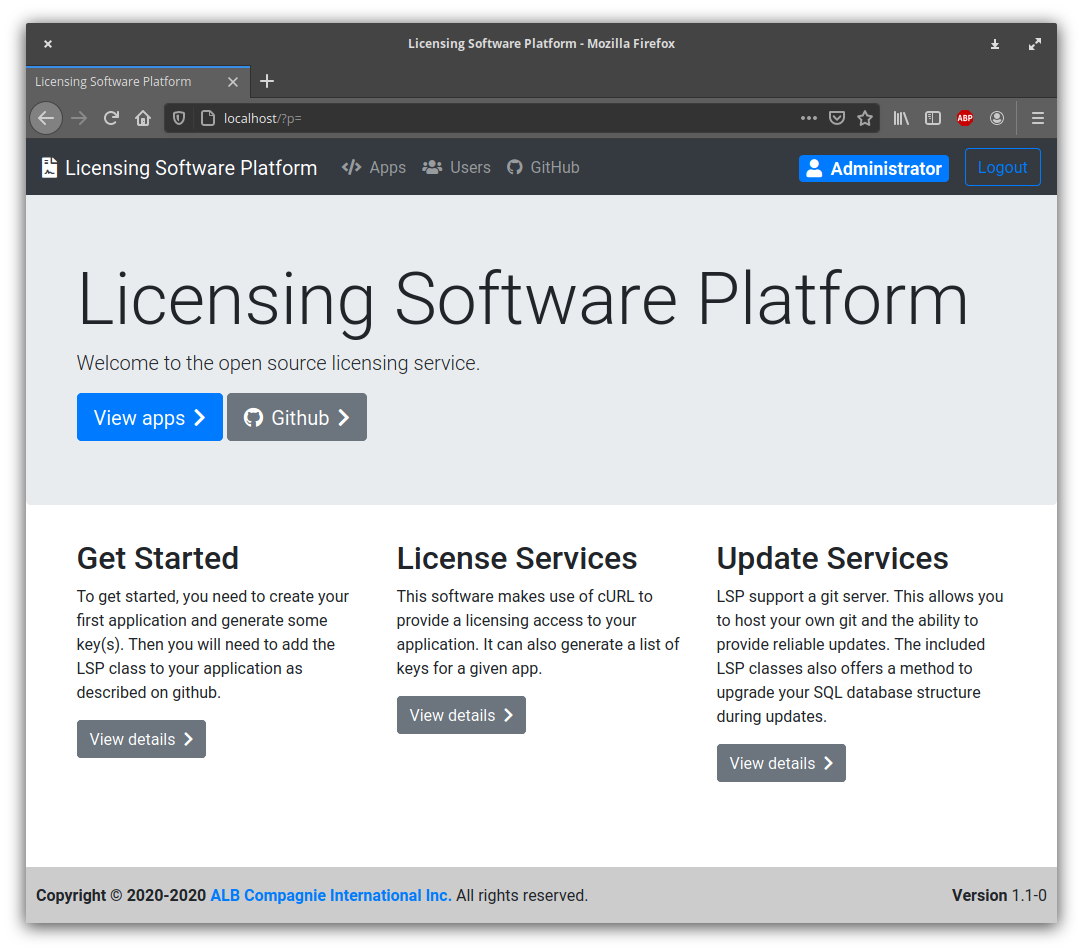 Licensing Software Platform - Mozilla Firefox
Licensing Software Platform
localhost/?p=
ABP
Licensing Software Platform Apps Users GitHub Administrator Logout
Licensing Software Platform
Welcome to the open source licensing service.
View apps Github
Get Started
To get started, you need to create your
first application and generate some
key(s). Then you will need to add the
LSP class to your application as
described on github.
View details
License Services
This software makes use of cURL to
provide a licensing access to your
application. It can also generate a list of
keys for a given app.
View details
Update Services
LSP support a git server. This allows you
to host your own git and the ability to
provide reliable updates. The included
LSP classes also offers a method to
upgrade your SQL database structure
during updates.
View details
Copyright © 2020-2020 ALB Compagnie International Inc. All rights reserved. Version 1.1-0